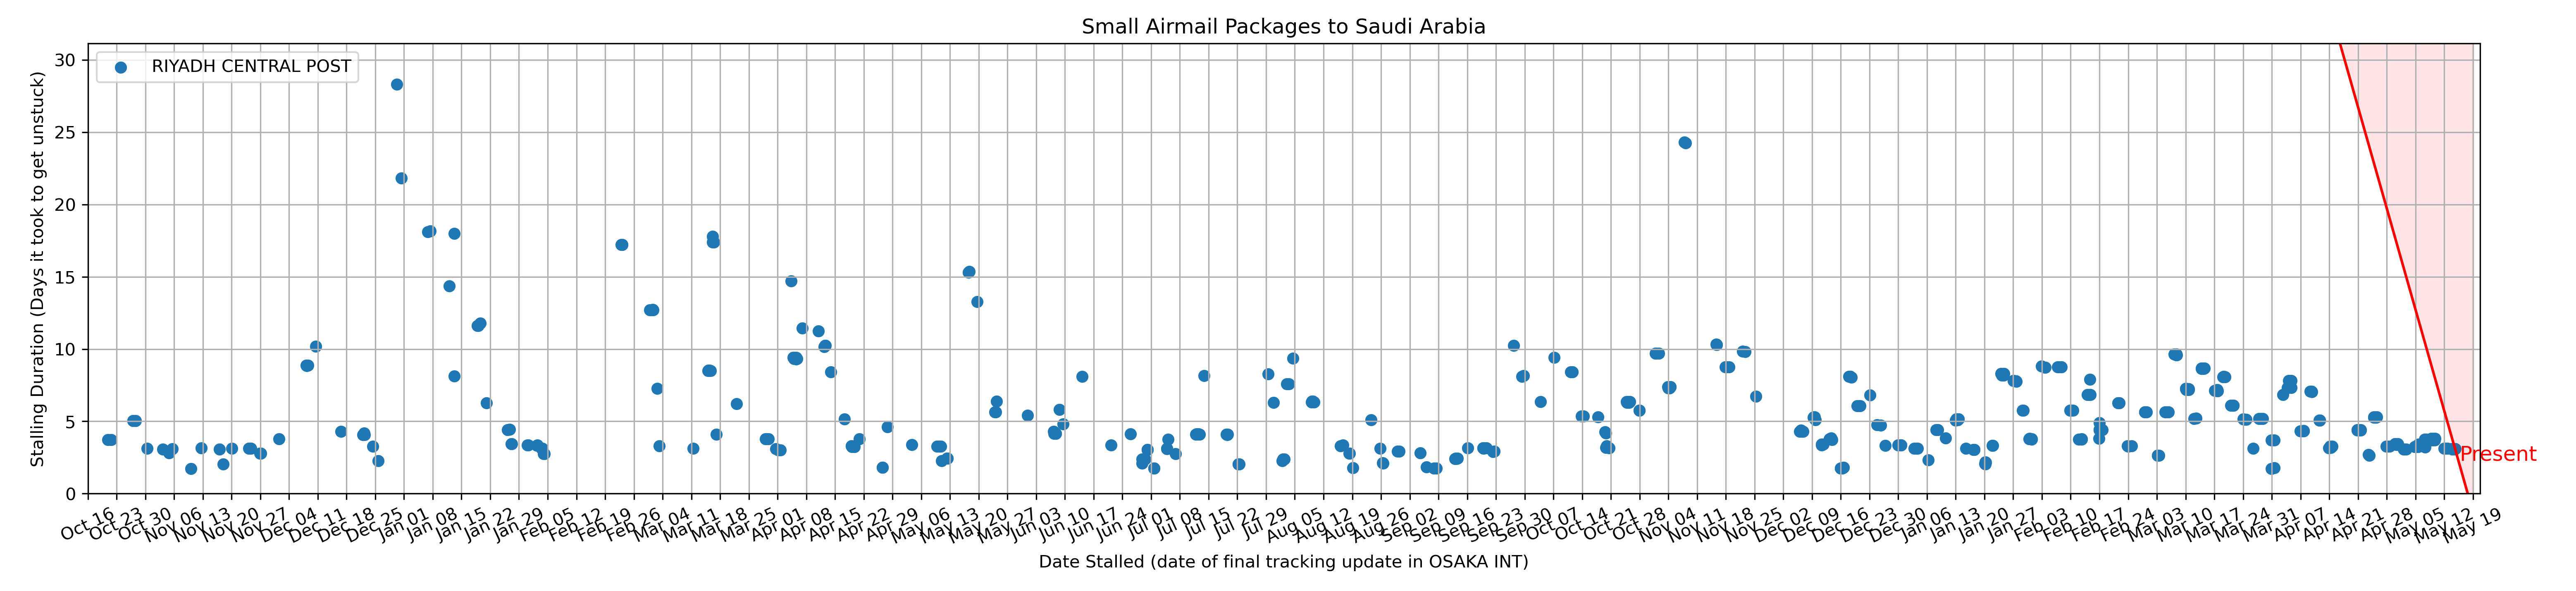 Small Airmail Packages to Saudi Arabia
RIYADH CENTRAL POST
Stalling Duration (Days it took to get unstuck)
30
25
20
15
10
5
0
Present
Oct 16 Oct 23 Oct 30 Nov 06 Nov 13 Nov 20 Nov 27 Dec 04 Dec 11 Dec 18 Dec 25 Jan 01 Jan 08 Jan 15 Jan 22 Jan 29 Feb 05 Feb 12 Feb 19 Feb 26 Mar 04 Mar 11 Mar 18 Mar 25 Apr 01 Apr 08 Apr 15 Apr 22 Apr 29 May 06 May 13 May 20 May 27 Jun 03 Jun 10 Jun 17 Jun 24 Jul 01 Jul 08 Jul 15 Jul 22 Jul 29 Aug 05 Aug 12 Aug 19 Aug 26 Sep 02 Sep 09 Sep 16 Sep 23 Sep 30 Oct 07 Oct 14 Oct 21 Oct 28 Nov 04 Nov 11 Nov 18 Nov 25 Dec 02 Dec 09 Dec 16 Dec 23 Dec 30 Jan 06 Jan 13 Jan 20 Jan 27 Feb 03 Feb 10 Feb 17 Feb 24 Mar 03 Mar 10 Mar 17 Mar 24 Mar 31 Apr 07 Apr 14 Apr 21 Apr 28 May 05 May 12 May 19
Date Stalled (date of final tracking update in OSAKA INT)